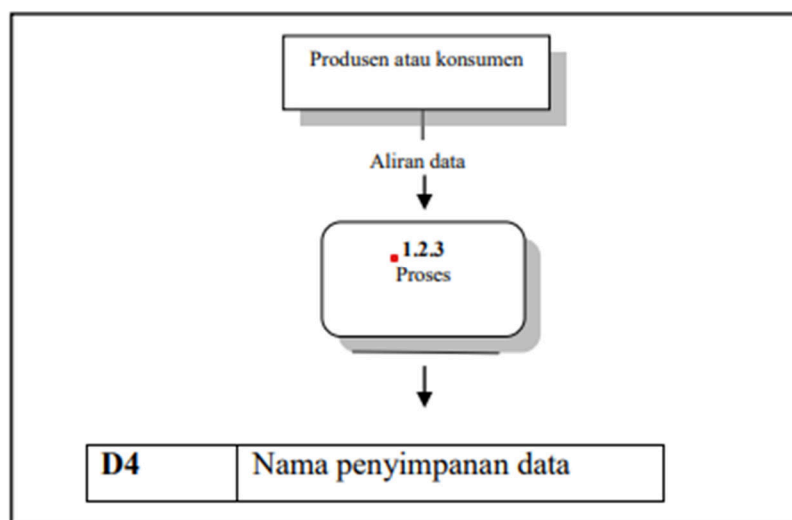 Produsen atau konsumen
Aliran data
1.2.3
Proses
D4 Nama penyimpanan data